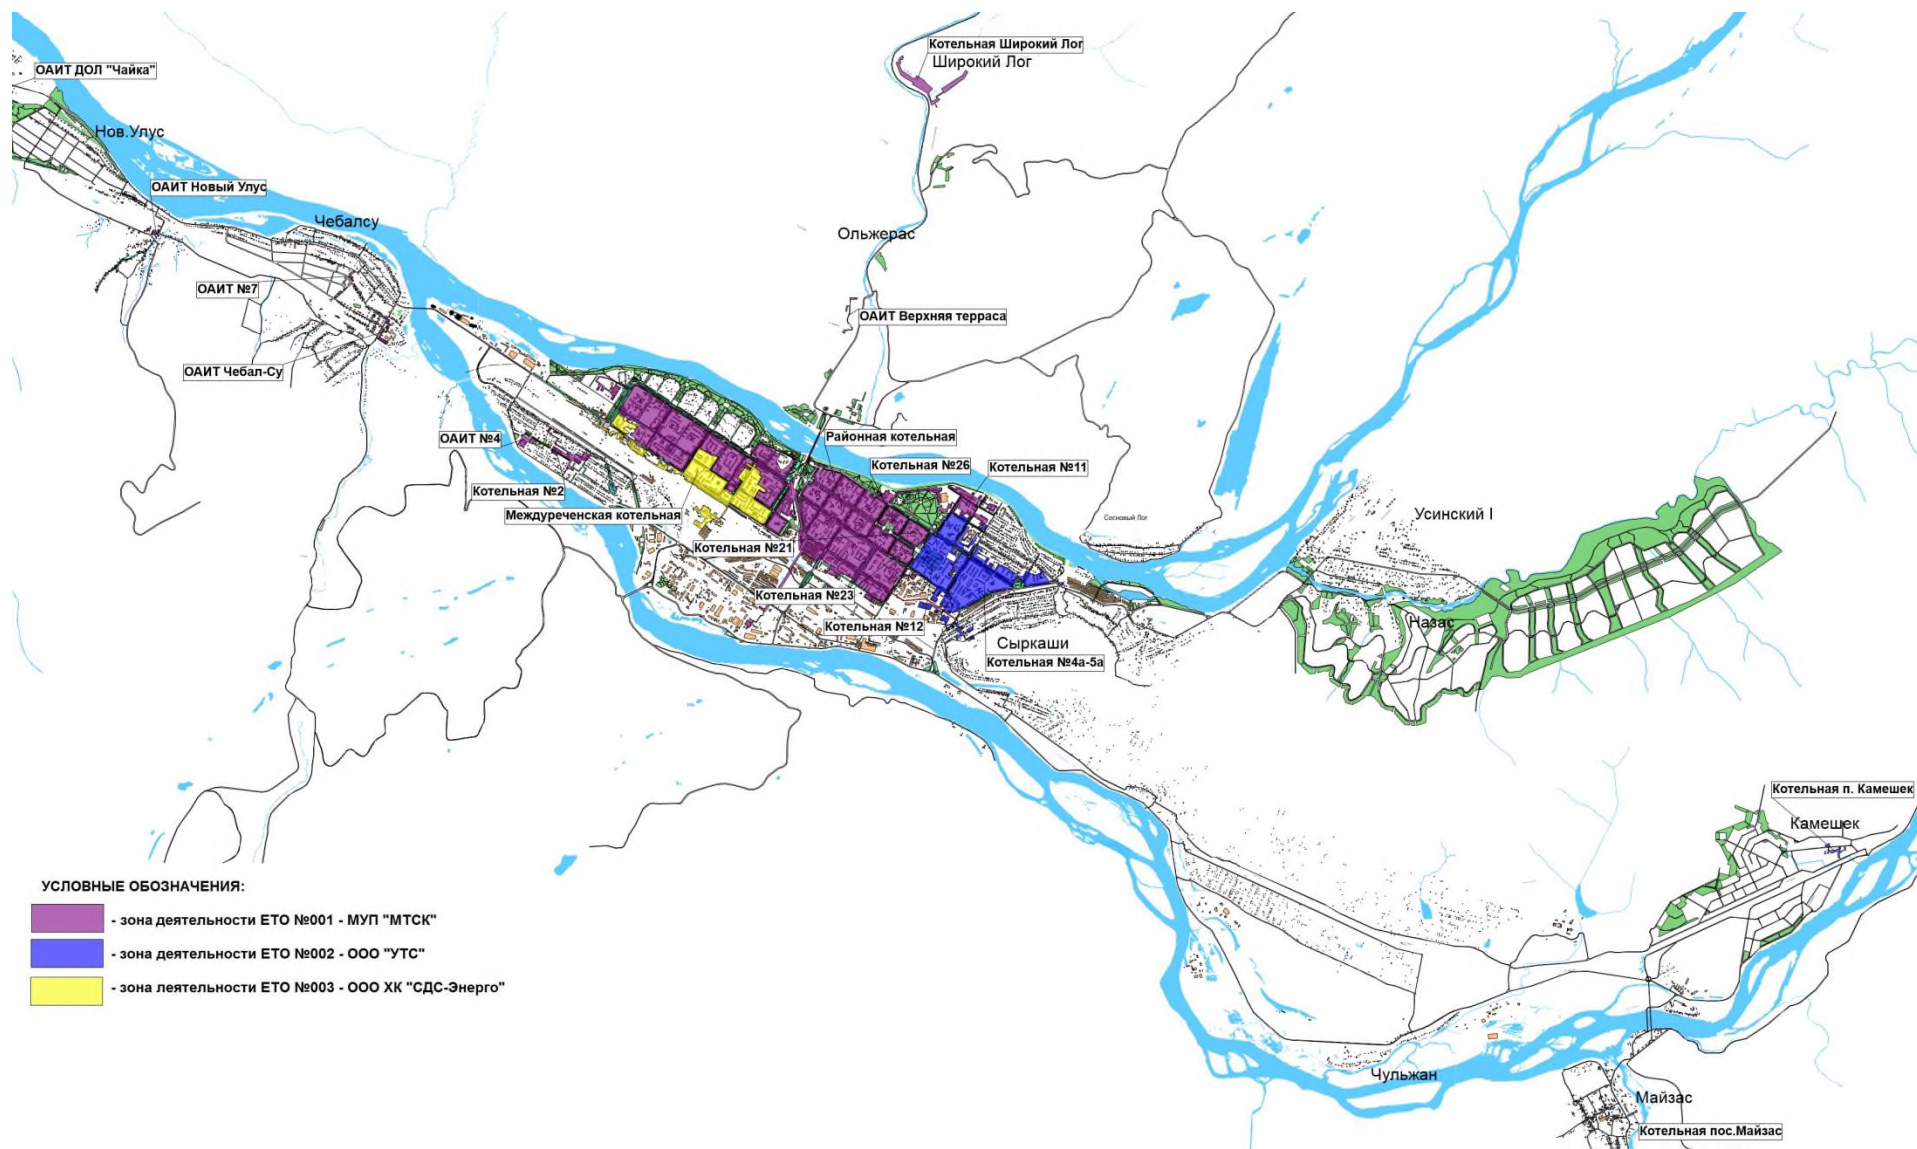 Котельная Широкий Лог
Широкий Лог
ОАИТ ДОЛ "Чайка"
Нов.Улус
ОАИТ Новый Улус
Чебалсу
Ольжерас
ОАИТ №7
ОАИТ Верхняя терраса
ОАИТ Чебал-Су
ОАИТ №4
Районная котельная
Котельная №26
Котельная №11
Котельная №2
Междуреченская котельная
Сосновый Лог
Усинский I
Котельная №21
Котельная №23
Котельная №12
Назас
Сыркаши
Котельная №4а-5а
Котельная п. Камешек
Камешек
УСЛОВНЫЕ ОБОЗНАЧЕНИЯ:
- зона деятельности ЕТО №001 - МУП "МТСК"
- зона деятельности ЕТО №002 - ООО "УТС"
- зона леятельности ЕТО №003 - ООО ХК "СДС-Энерго"
Чульжан
Майзас
Котельная пос.Майзас